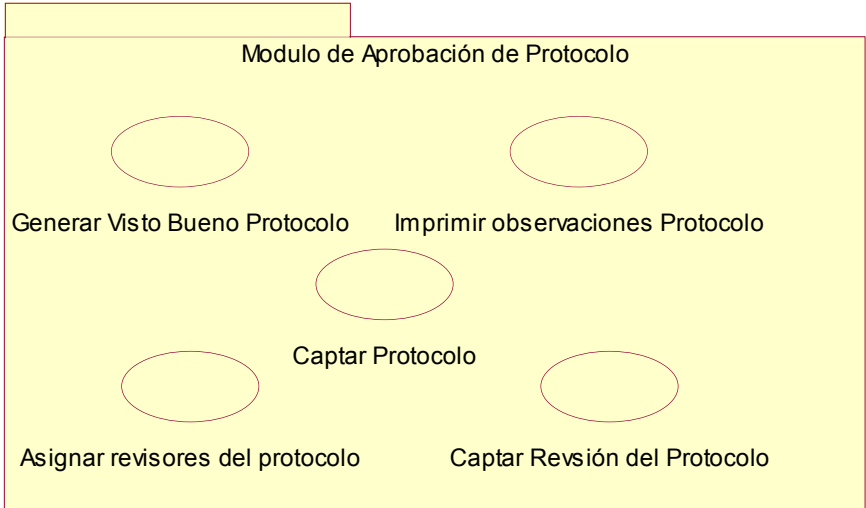 Modulo de Aprobación de Protocolo
Generar Visto Bueno Protocolo
Imprimir observaciones Protocolo
Captar Protocolo
Asignar revisores del protocolo
Captar Revsión del Protocolo